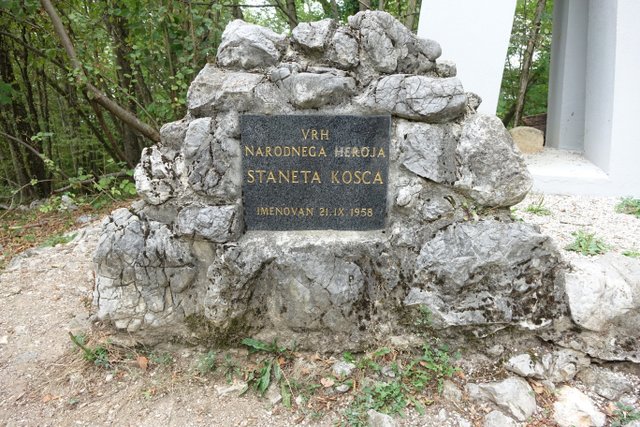 VRH
NARODNEGA HEROJA
STANETA KOSCA
IMENOVAN 21.IX.1958